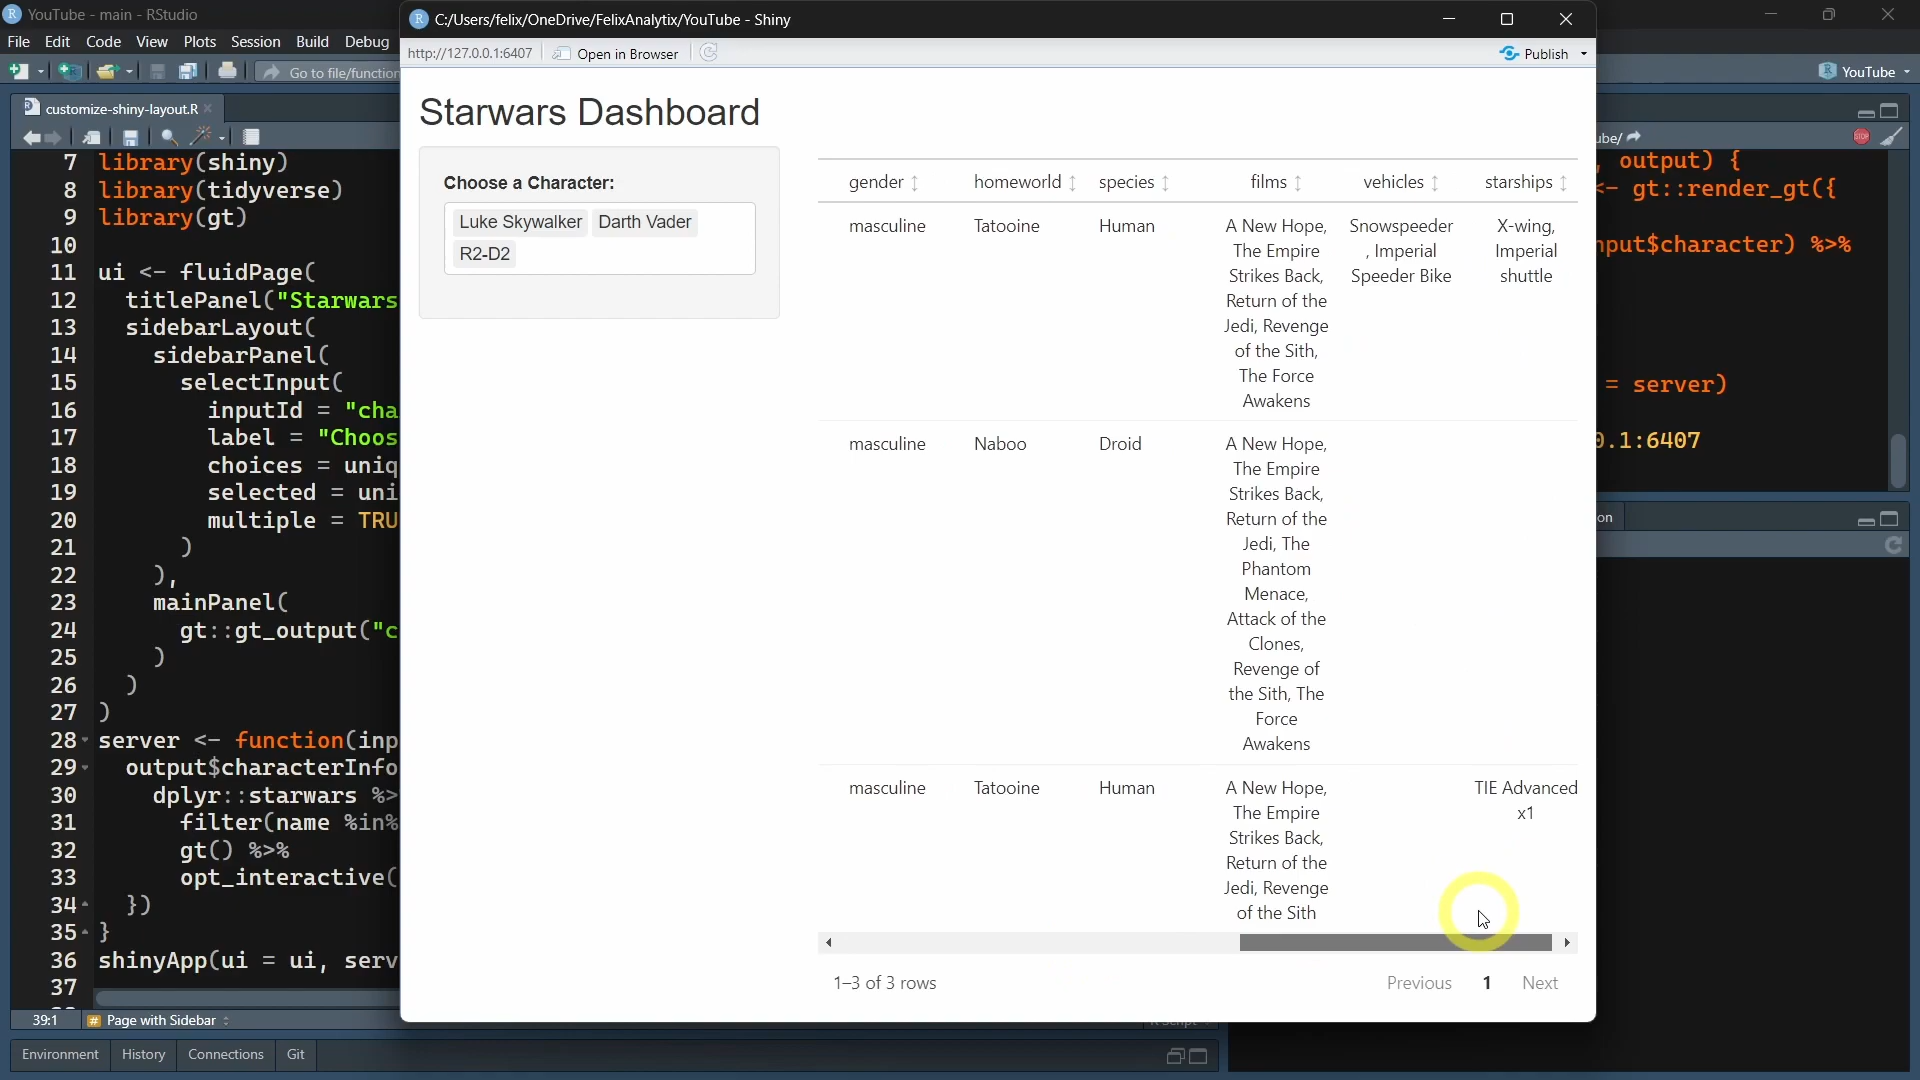 YouTube - main - RStudio
File Edit Code View Plots Session Build Debug
Go to file/function
YouTube
customize-shiny-layout.R
7 library(shiny)
8 library(tidyverse)
9 library(gt)
10
11 ui <- fluidPage(
12 titlePanel("Starwars
13 sidebarLayout(
14 sidebarPanel(
15 selectInput(
16 inputId = "cha
17 label = "Choos
18 choices = uniq
19 selected = uni
20 multiple = TRU
21 )
22 ),
23 mainPanel(
24 gt::gt_output("c
25 )
26 )
27 )
28 server <- function(inp
29 output$characterInfo
30 dplyr::starwars %>
31 filter(name %in%
32 gt() %>%
33 opt_interactive(
34 })
35 }
36 shinyApp(ui = ui, serv
37
39:1 # Page with Sidebar
Environment History Connections Git
C:/Users/felix/OneDrive/FelixAnalytix/YouTube - Shiny
http://127.0.0.1:6407 Open in Browser Publish
Starwars Dashboard
Choose a Character:
Luke Skywalker Darth Vader
R2-D2
gender homeworld species films vehicles starships
masculine Tatooine Human A New Hope, Snowspeeder X-wing,
The Empire , Imperial Imperial
Strikes Back, Speeder Bike shuttle
Return of the
Jedi, Revenge
of the Sith,
The Force
Awakens
masculine Naboo Droid A New Hope,
The Empire
Strikes Back,
Return of the
Jedi, The
Phantom
Menace,
Attack of the
Clones,
Revenge of
the Sith, The
Force
Awakens
masculine Tatooine Human A New Hope, TIE Advanced
The Empire x1
Strikes Back,
Return of the
Jedi, Revenge
of the Sith
1–3 of 3 rows Previous 1 Next
ube/
STOP
, output) {
<- gt::render_gt({
nput$character) %>%
= server)
0.1:6407
on